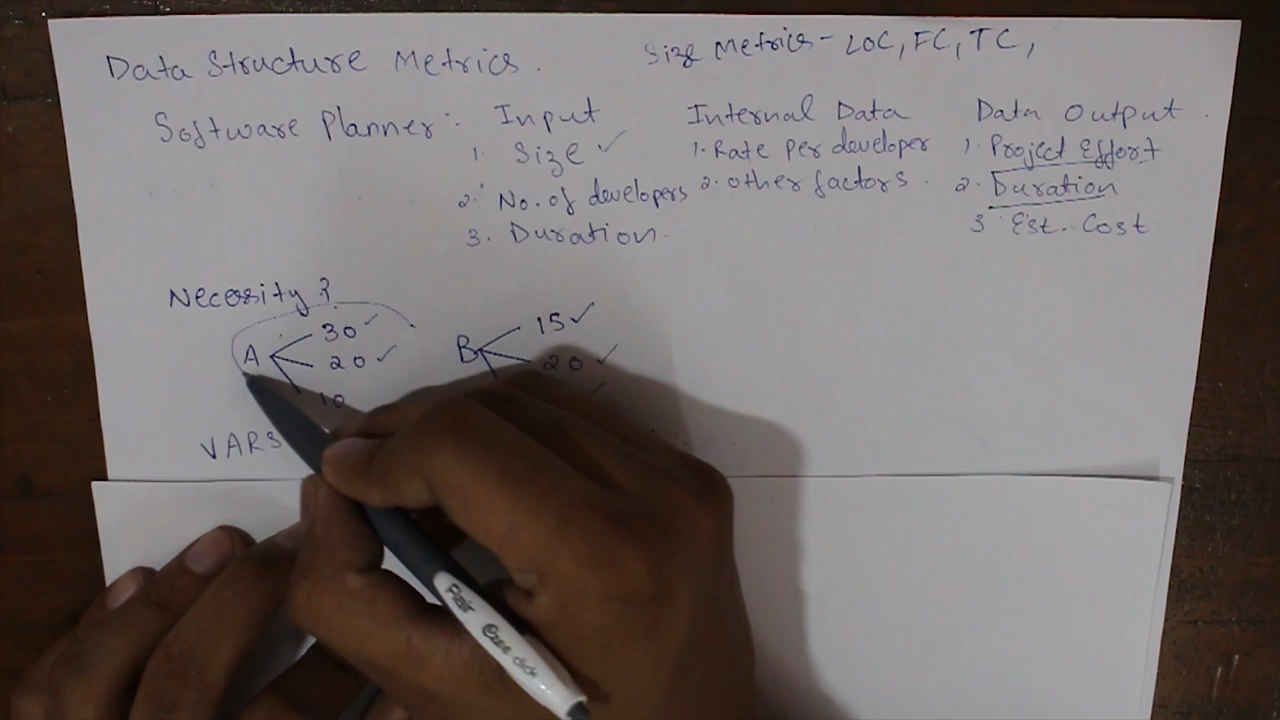 Data Structure Metrics.
Size Metrics - LOC, FC, TC,
Software Planner: Input
1. Size ✓
2. No. of developers
3. Duration.
Internal Data
1. Rate per developer
2. other factors.
Data Output.
1. Project Effort
2. Duration
3 Est. Cost
Necesity ?
A 30 ✓
20 ✓
10
B 15 ✓
20 ✓
VARS
Pair